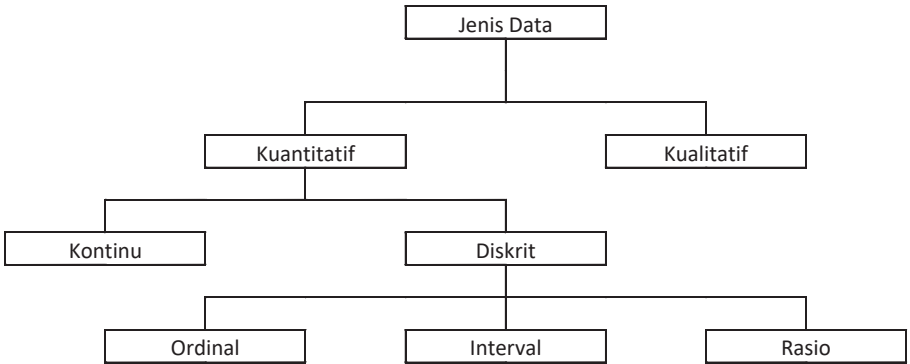 Jenis Data
Kuantitatif
Kualitatif
Kontinu
Diskrit
Ordinal
Interval
Rasio